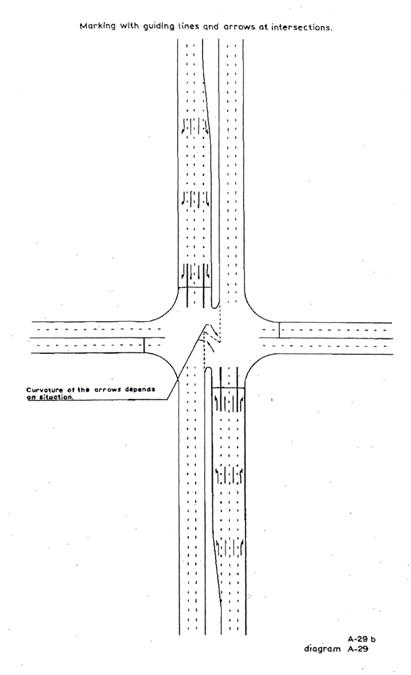 Marking with guiding lines and arrows at intersections.
Curvature of the arrows depends
on situation.
A-29 b
diagram A-29